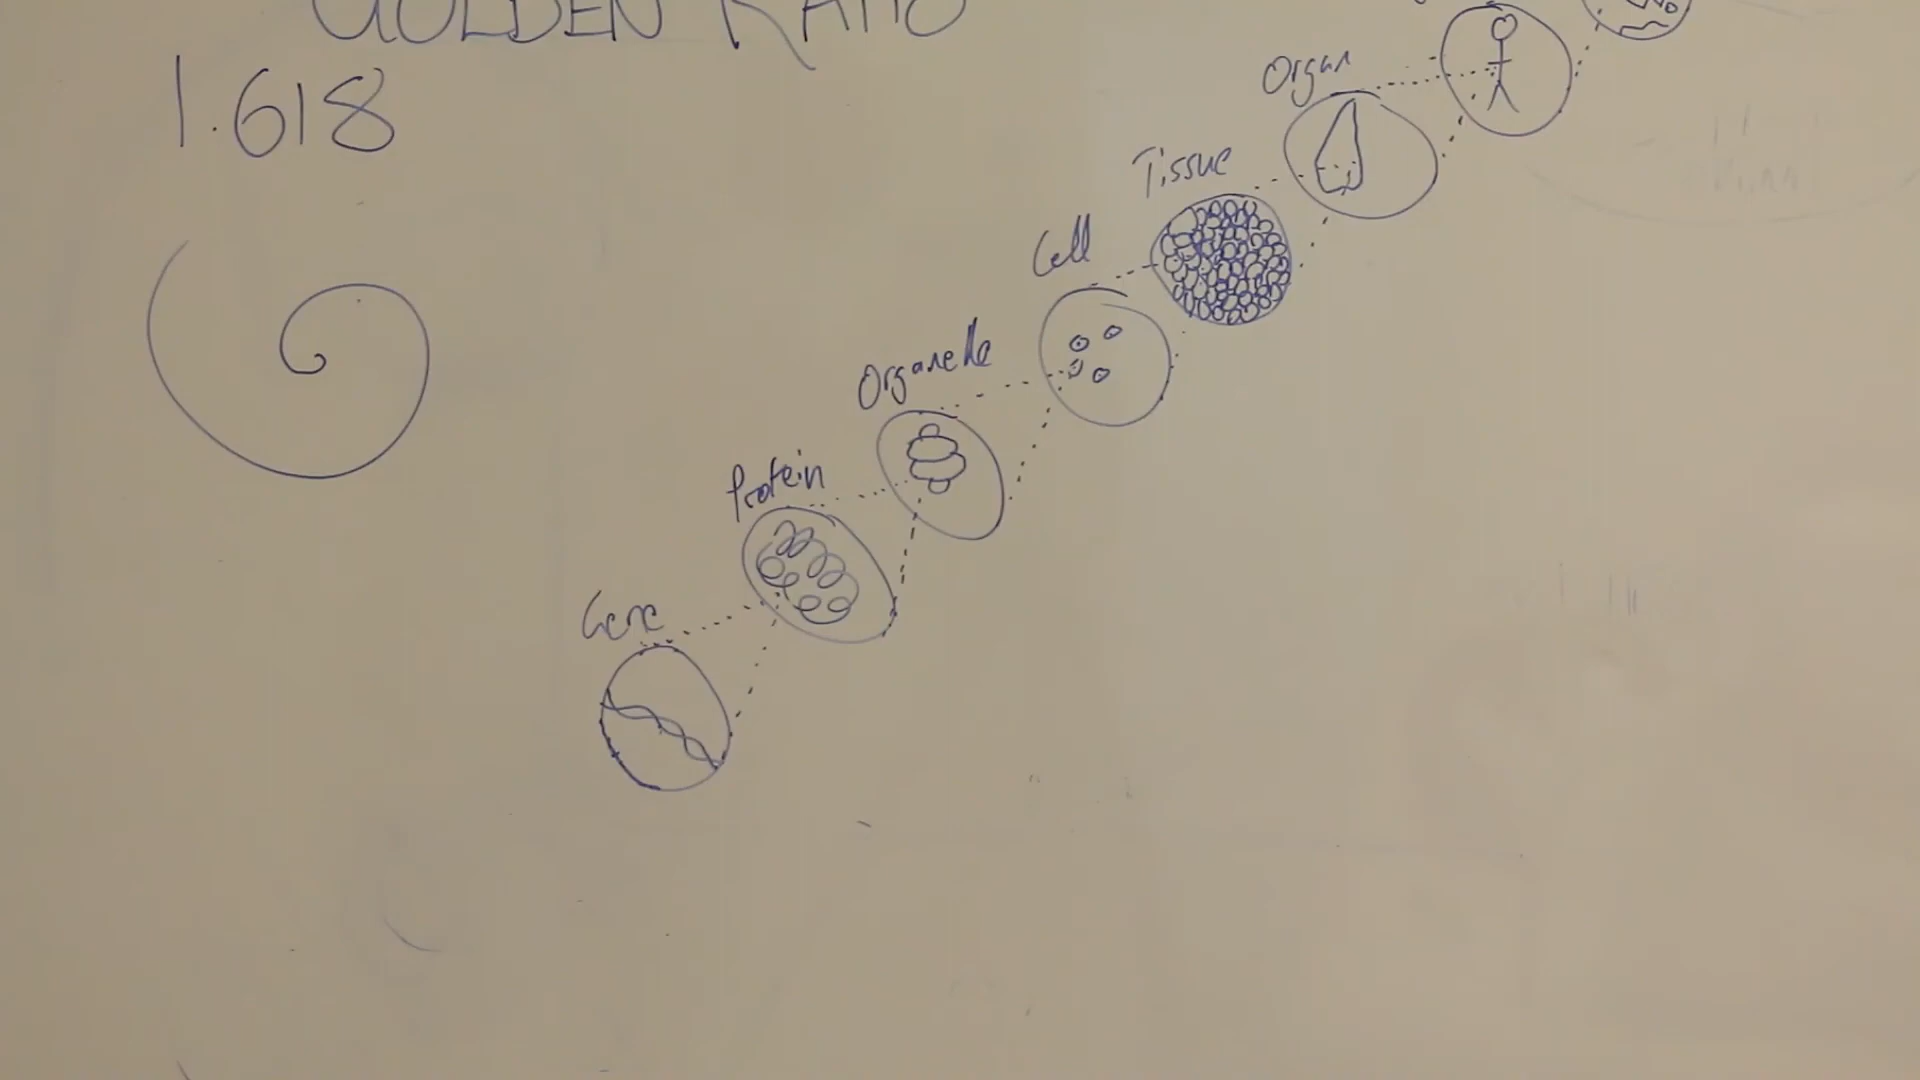 GOLDEN RATIO
1.618
Organ
Tissue
Cell
Organelle
Protein
Gene